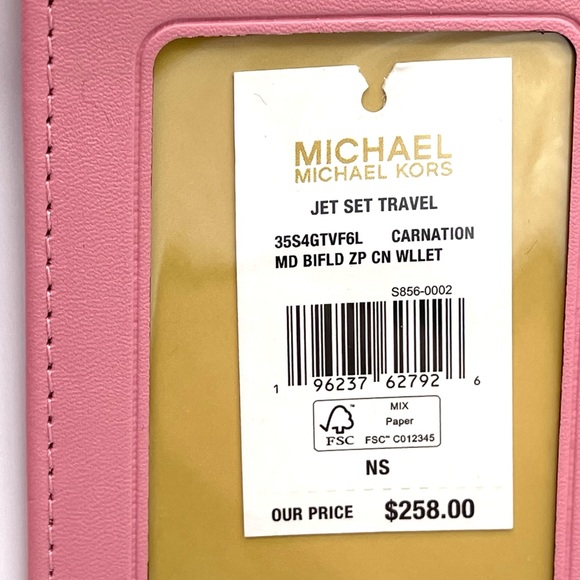 MICHAEL
MICHAEL KORS
JET SET TRAVEL
35S4GTVF6L CARNATION
MD BIFLD ZP CN WLLET
S856-0002
1 96237 62792 6
MIX
Paper
FSC™ C012345
FSC
NS
OUR PRICE $258.00